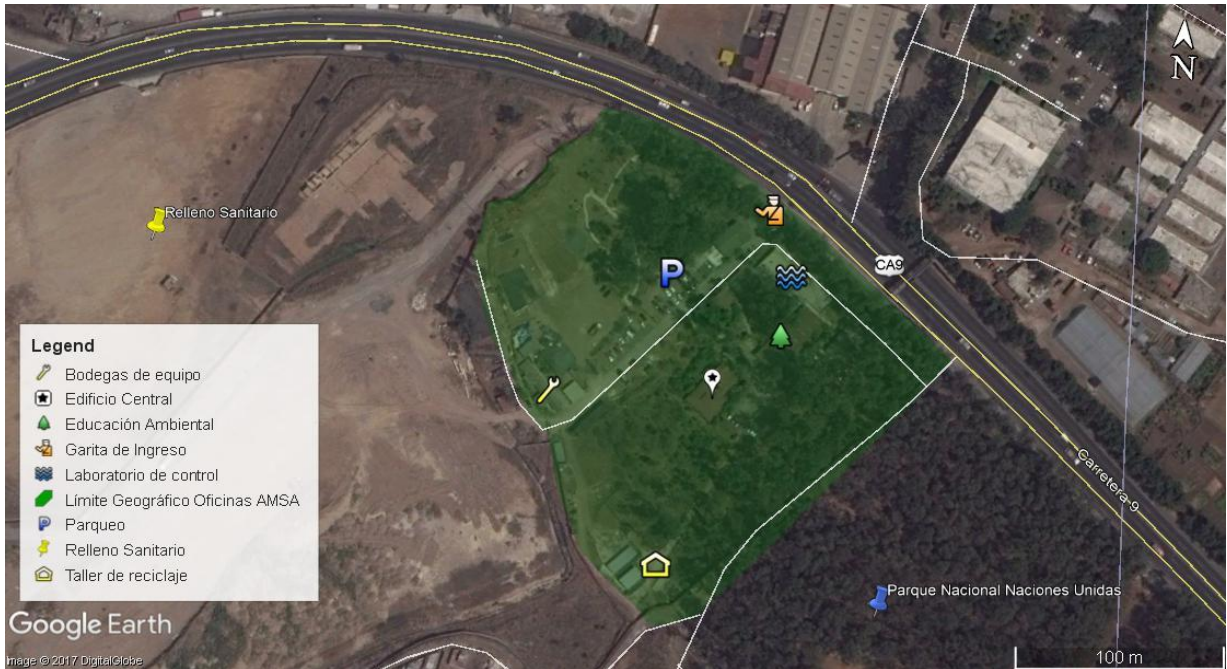 N
Relleno Sanitario
CA9
Legend
Bodegas de equipo
Edificio Central
Educación Ambiental
Garita de Ingreso
Laboratorio de control
Límite Geográfico Oficinas AMSA
Parqueo
Relleno Sanitario
Taller de reciclaje
P
P
Carretera 9
Parque Nacional Naciones Unidas
Google Earth
Image © 2017 DigitalGlobe
100 m